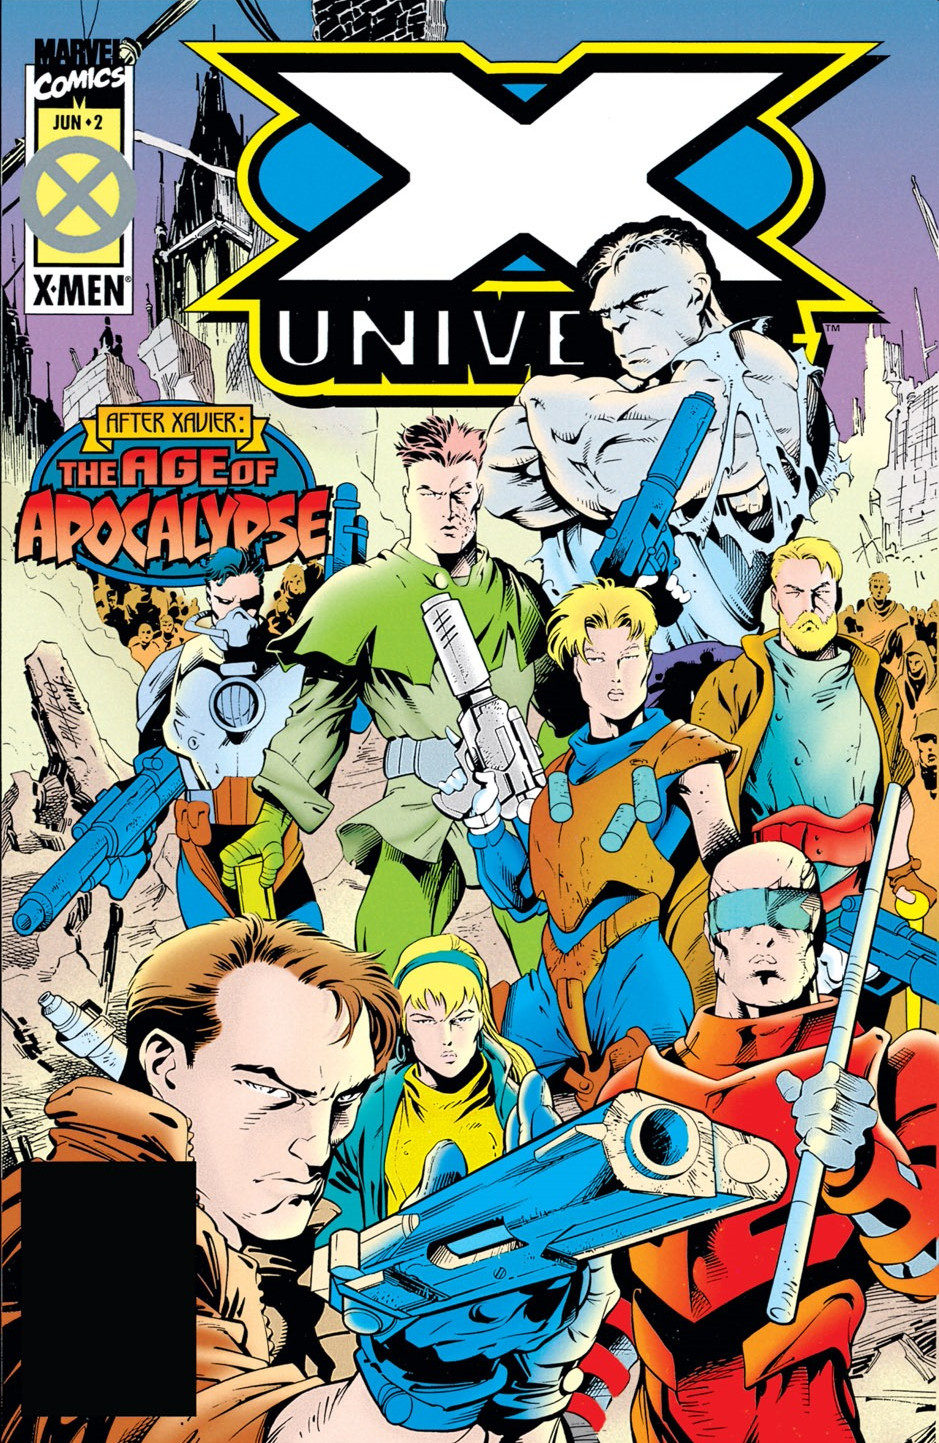 MARVEL
COMICS
JUN • 2
X-MEN®
X
UNIVE
™
AFTER XAVIER:
THE AGE OF
APOCALYPSE